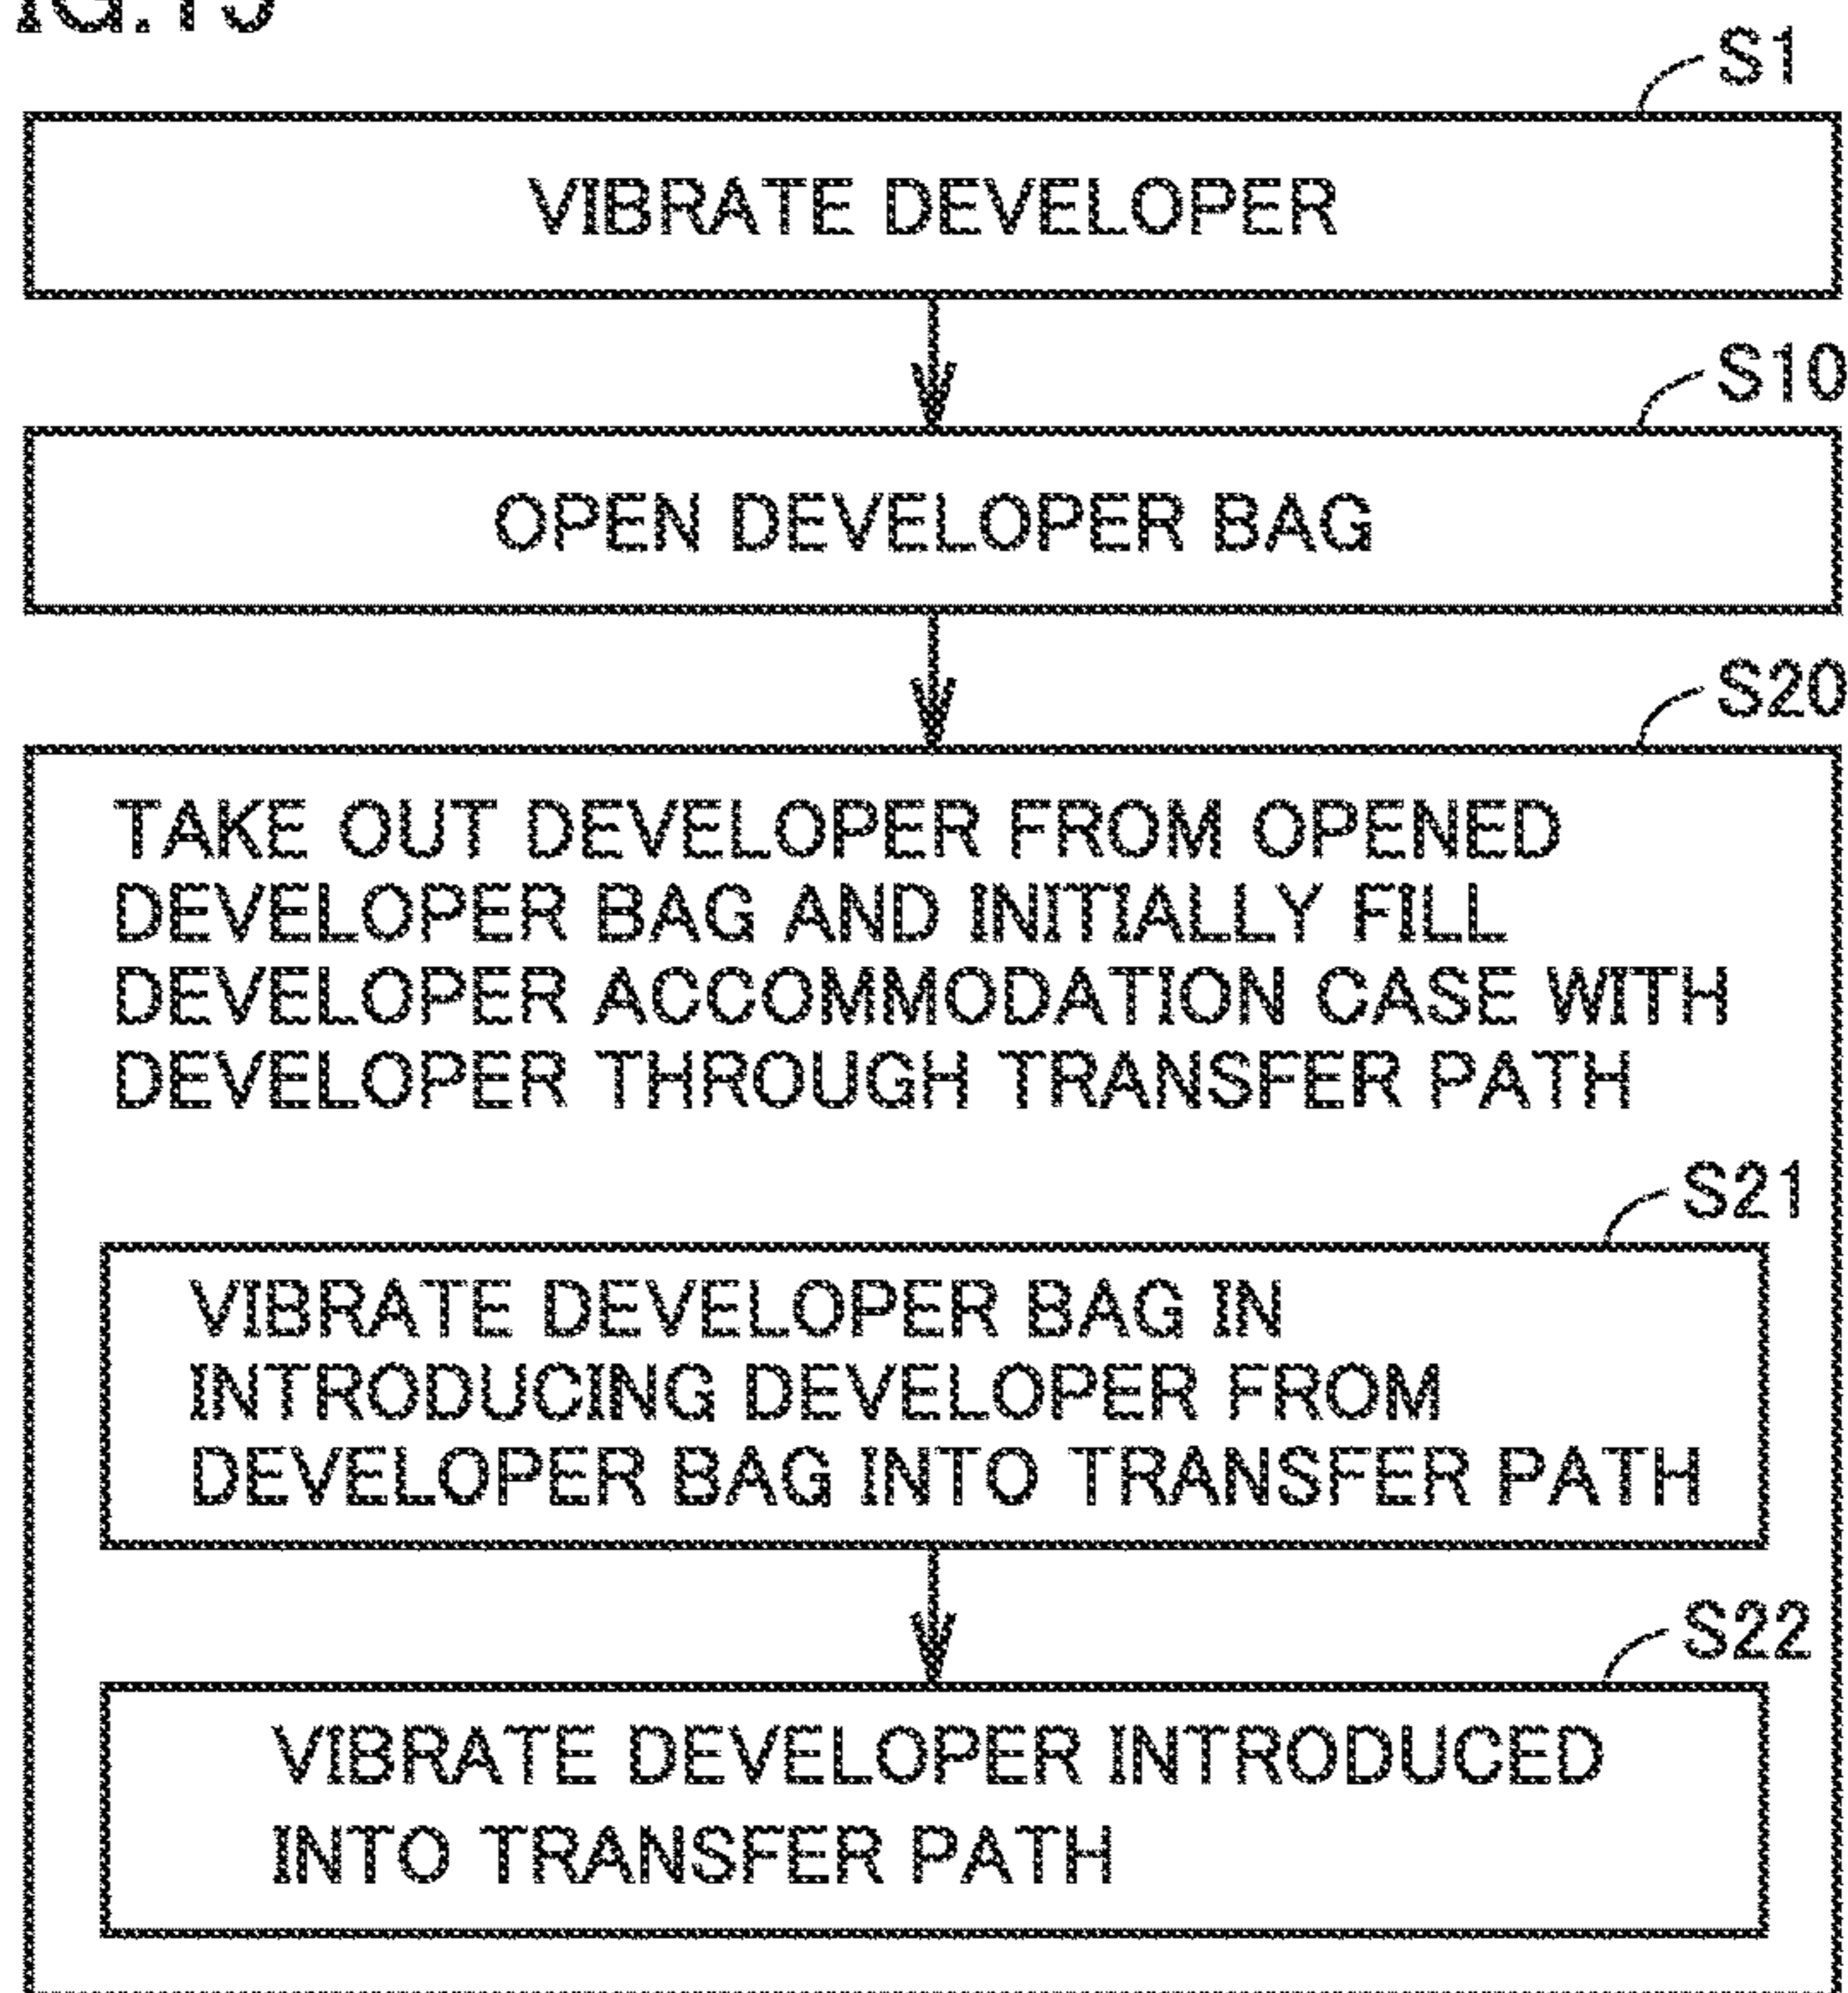 S1
VIBRATE DEVELOPER
S10
OPEN DEVELOPER BAG
S20
TAKE OUT DEVELOPER FROM OPENED
DEVELOPER BAG AND INITIALLY FILL
DEVELOPER ACCOMMODATION CASE WITH
DEVELOPER THROUGH TRANSFER PATH
S21
VIBRATE DEVELOPER BAG IN
INTRODUCING DEVELOPER FROM
DEVELOPER BAG INTO TRANSFER PATH
S22
VIBRATE DEVELOPER INTRODUCED
INTO TRANSFER PATH